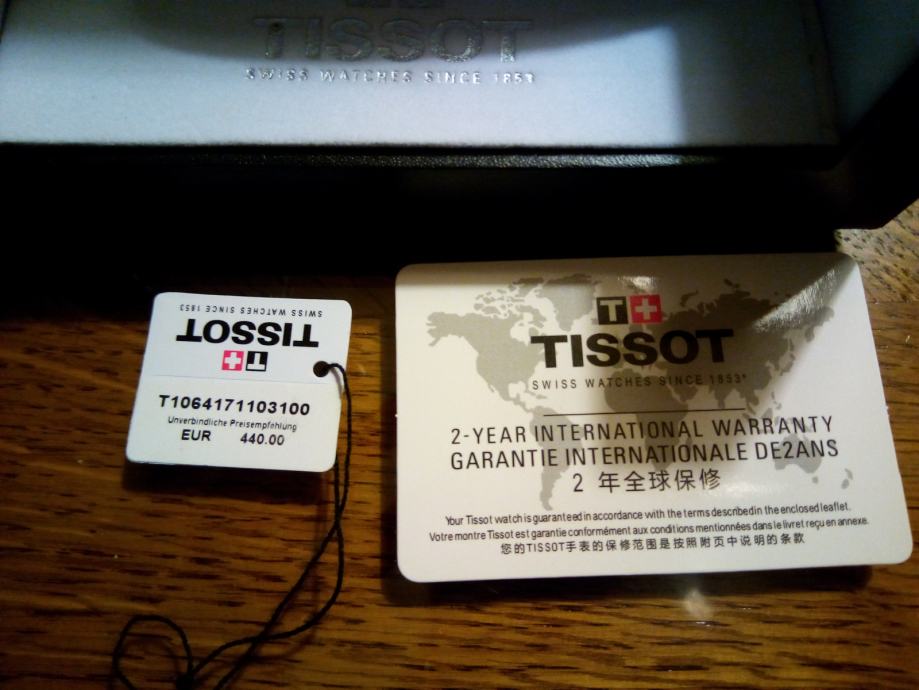 TISSOT
SWISS WATCHES SINCE 1853
SWISS WATCHES SINCE 1853
TISSOT
T+
T1064171103100
Unverbindliche Preisempfehlung
EUR 440.00
T+
TISSOT
SWISS WATCHES SINCE 1853*
2-YEAR INTERNATIONAL WARRANTY
GARANTIE INTERNATIONALE DE2ANS
2 年全球保修
Your Tissot watch is guaranteed in accordance with the terms described in the enclosed leaflet.
Votre montre Tissot est garantie conformément aux conditions mentionnées dans le livret reçu en annexe.
您的TISSOT手表的保修范围是按照附页中说明的条款